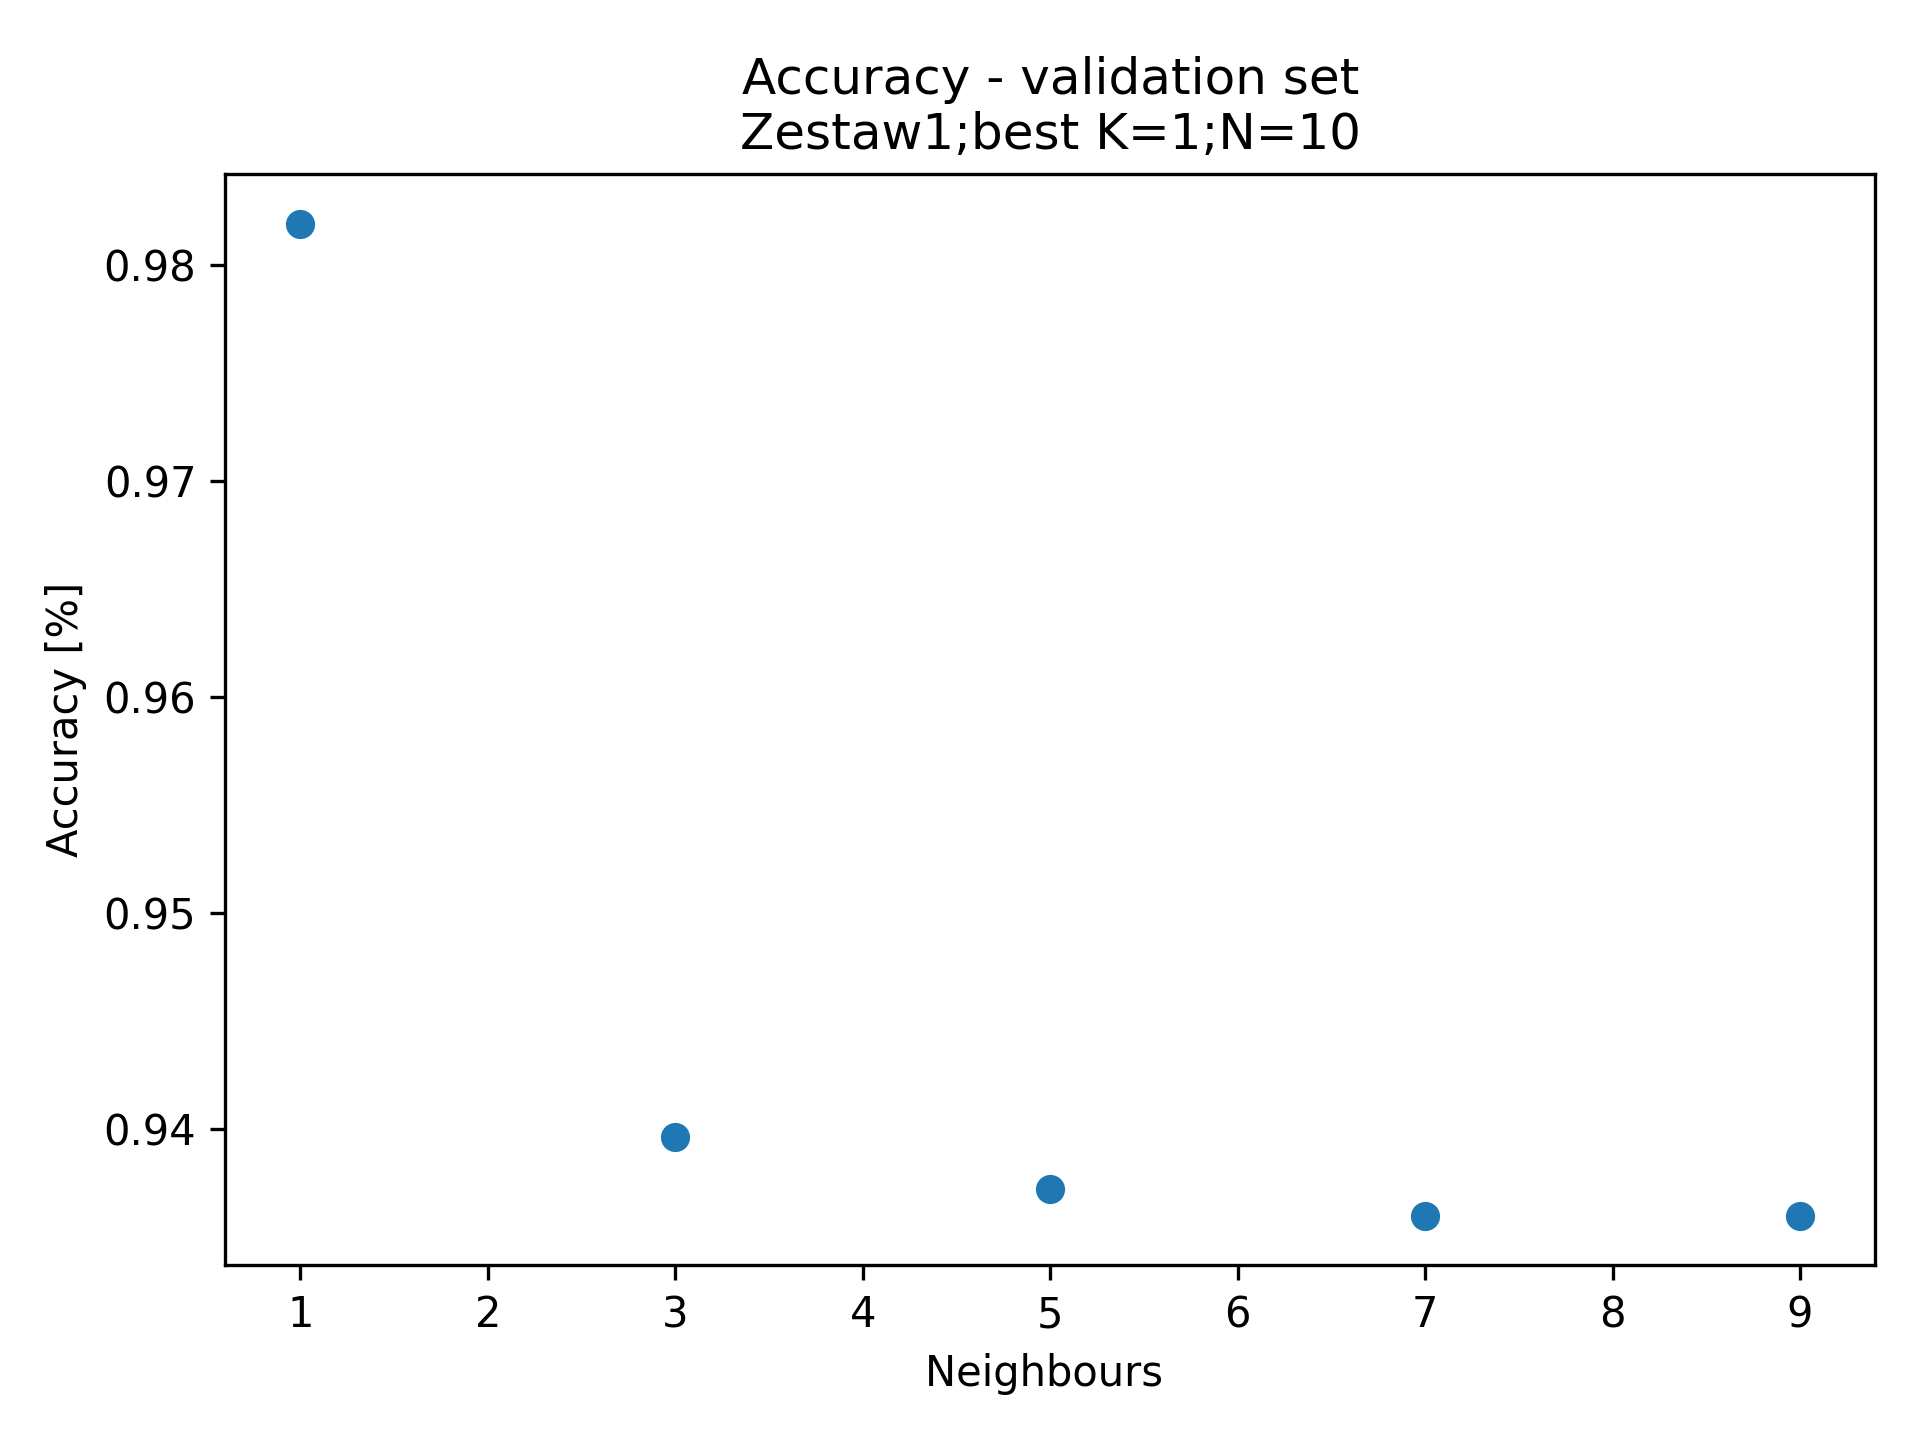 Accuracy - validation set
Zestaw1;best K=1;N=10
Accuracy [%]
0.98
0.97
0.96
0.95
0.94
1 2 3 4 5 6 7 8 9
Neighbours